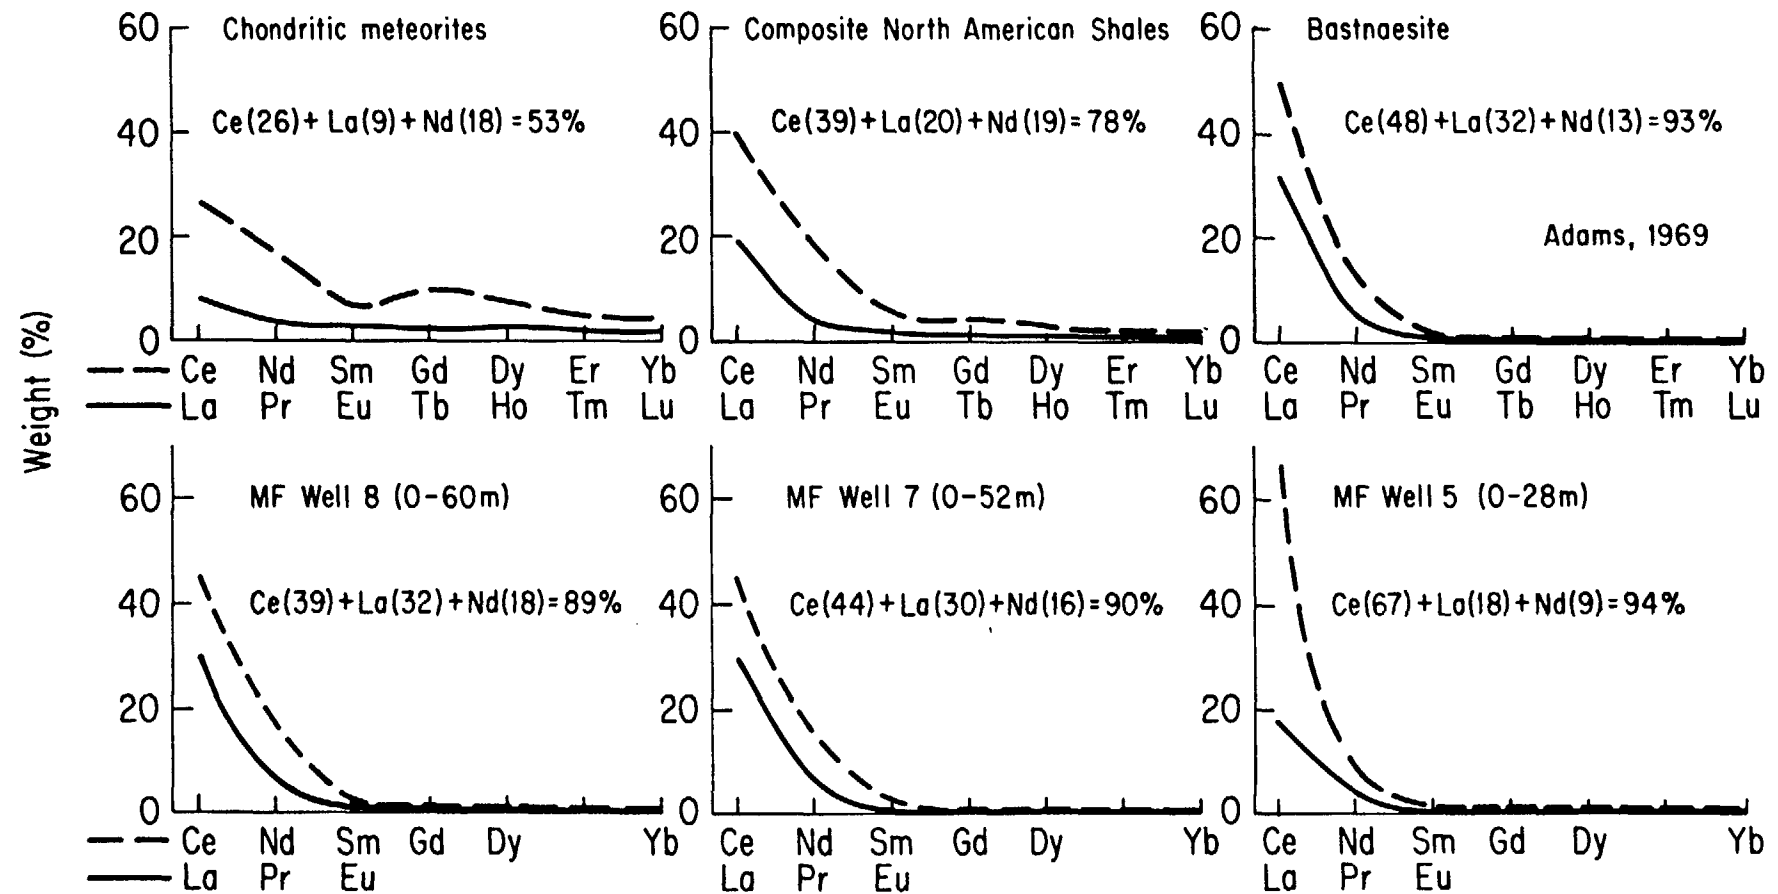 Weight (%)
60 Chondritic meteorites
Ce(26)+ La(9)+Nd(18)=53%
40
20
0
Ce Nd Sm Gd Dy Er Yb
La Pr Eu Tb Ho Tm Lu
60 Composite North American Shales
Ce(39)+La(20)+Nd(19)=78%
40
20
0
Ce Nd Sm Gd Dy Er Yb
La Pr Eu Tb Ho Tm Lu
60 Bastnaesite
Ce(48)+La(32)+Nd(13)=93%
40
20
Adams, 1969
0
Ce Nd Sm Gd Dy Er Yb
La Pr Eu Tb Ho Tm Lu
60 MF Well 8 (0-60m)
40 Ce(39)+La(32)+Nd(18)=89%
20
0
Ce Nd Sm Gd Dy Yb
La Pr Eu
60 MF Well 7 (0-52m)
40 Ce(44)+La(30)+Nd(16)=90%
20
0
Ce Nd Sm Gd Dy Yb
La Pr Eu
60 MF Well 5 (0-28m)
40 Ce(67)+La(18)+Nd(9)=94%
20
0
Ce Nd Sm Gd Dy Yb
La Pr Eu